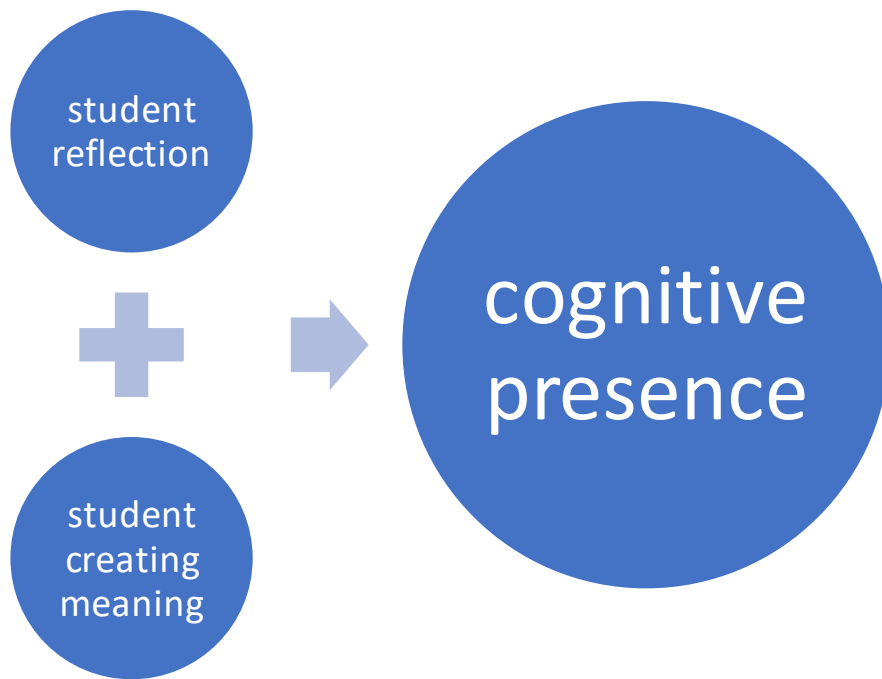 student
reflection
student
creating
meaning
cognitive
presence